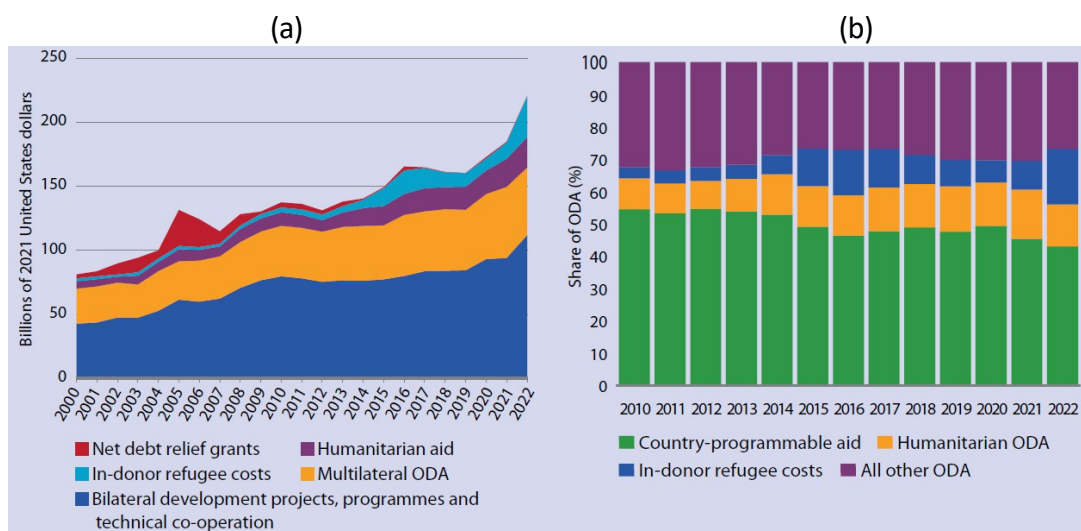 (a)
250
200
150
100
50
0
Billions of 2021 United States dollars
2000
2001
2002
2003
2004
2005
2006
2007
2008
2009
2010
2011
2012
2013
2014
2015
2016
2017
2018
2019
2020
2021
2022
Net debt relief grants
Humanitarian aid
In-donor refugee costs
Multilateral ODA
Bilateral development projects, programmes and
technical co-operation
(b)
100
90
80
70
60
50
40
30
20
10
0
Share of ODA (%)
2010 2011 2012 2013 2014 2015 2016 2017 2018 2019 2020 2021 2022
Country-programmable aid
Humanitarian ODA
In-donor refugee costs
All other ODA